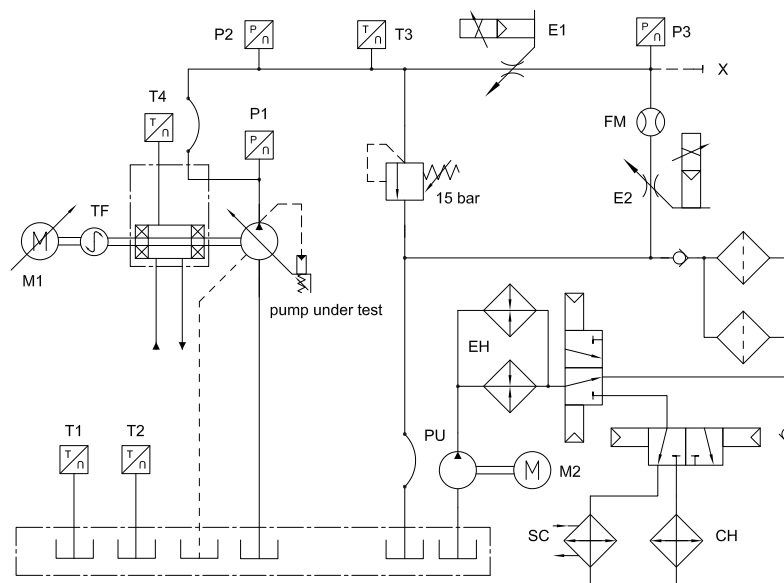 P2
T3
E1
P3
P
n
T
n
P
n
X
T4
P1
FM
T
n
P
n
15 bar
E2
TF
M
M1
pump under test
EH
T1
T2
PU
T
n
T
n
M
M2
SC
CH